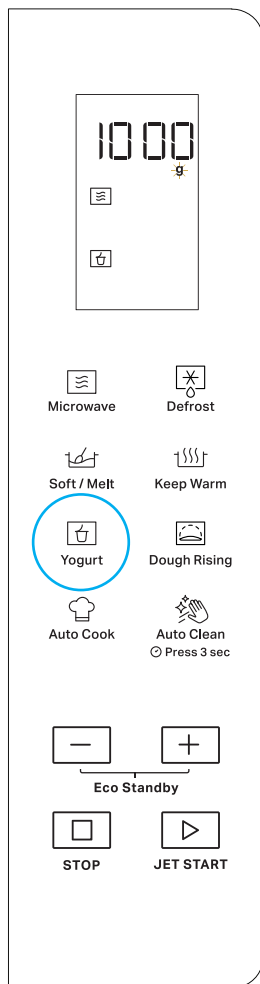 1000
g
Microwave Defrost
Soft / Melt Keep Warm
Yogurt Dough Rising
Auto Cook Auto Clean
Press 3 sec
Eco Standby
STOP JET START